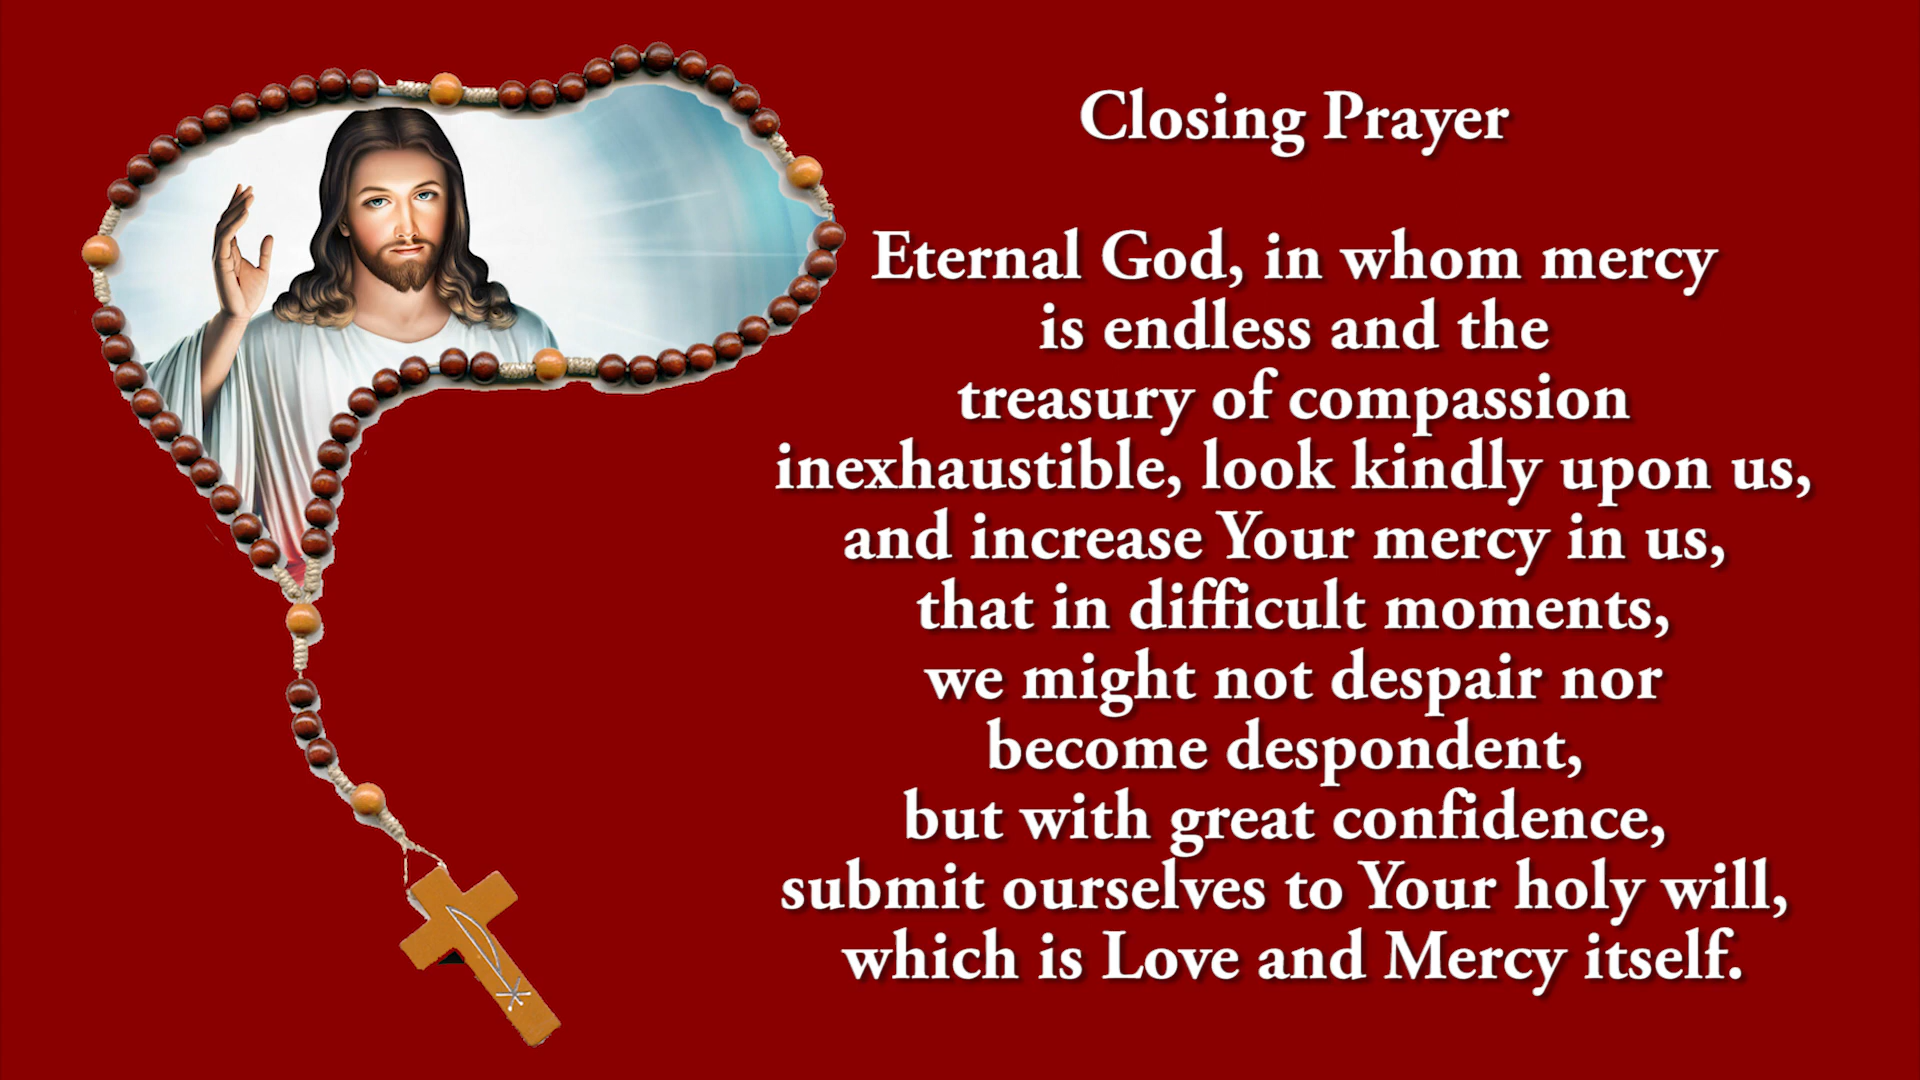 Closing Prayer
Eternal God, in whom mercy
is endless and the
treasury of compassion
inexhaustible, look kindly upon us,
and increase Your mercy in us,
that in difficult moments,
we might not despair nor
become despondent,
but with great confidence,
submit ourselves to Your holy will,
which is Love and Mercy itself.